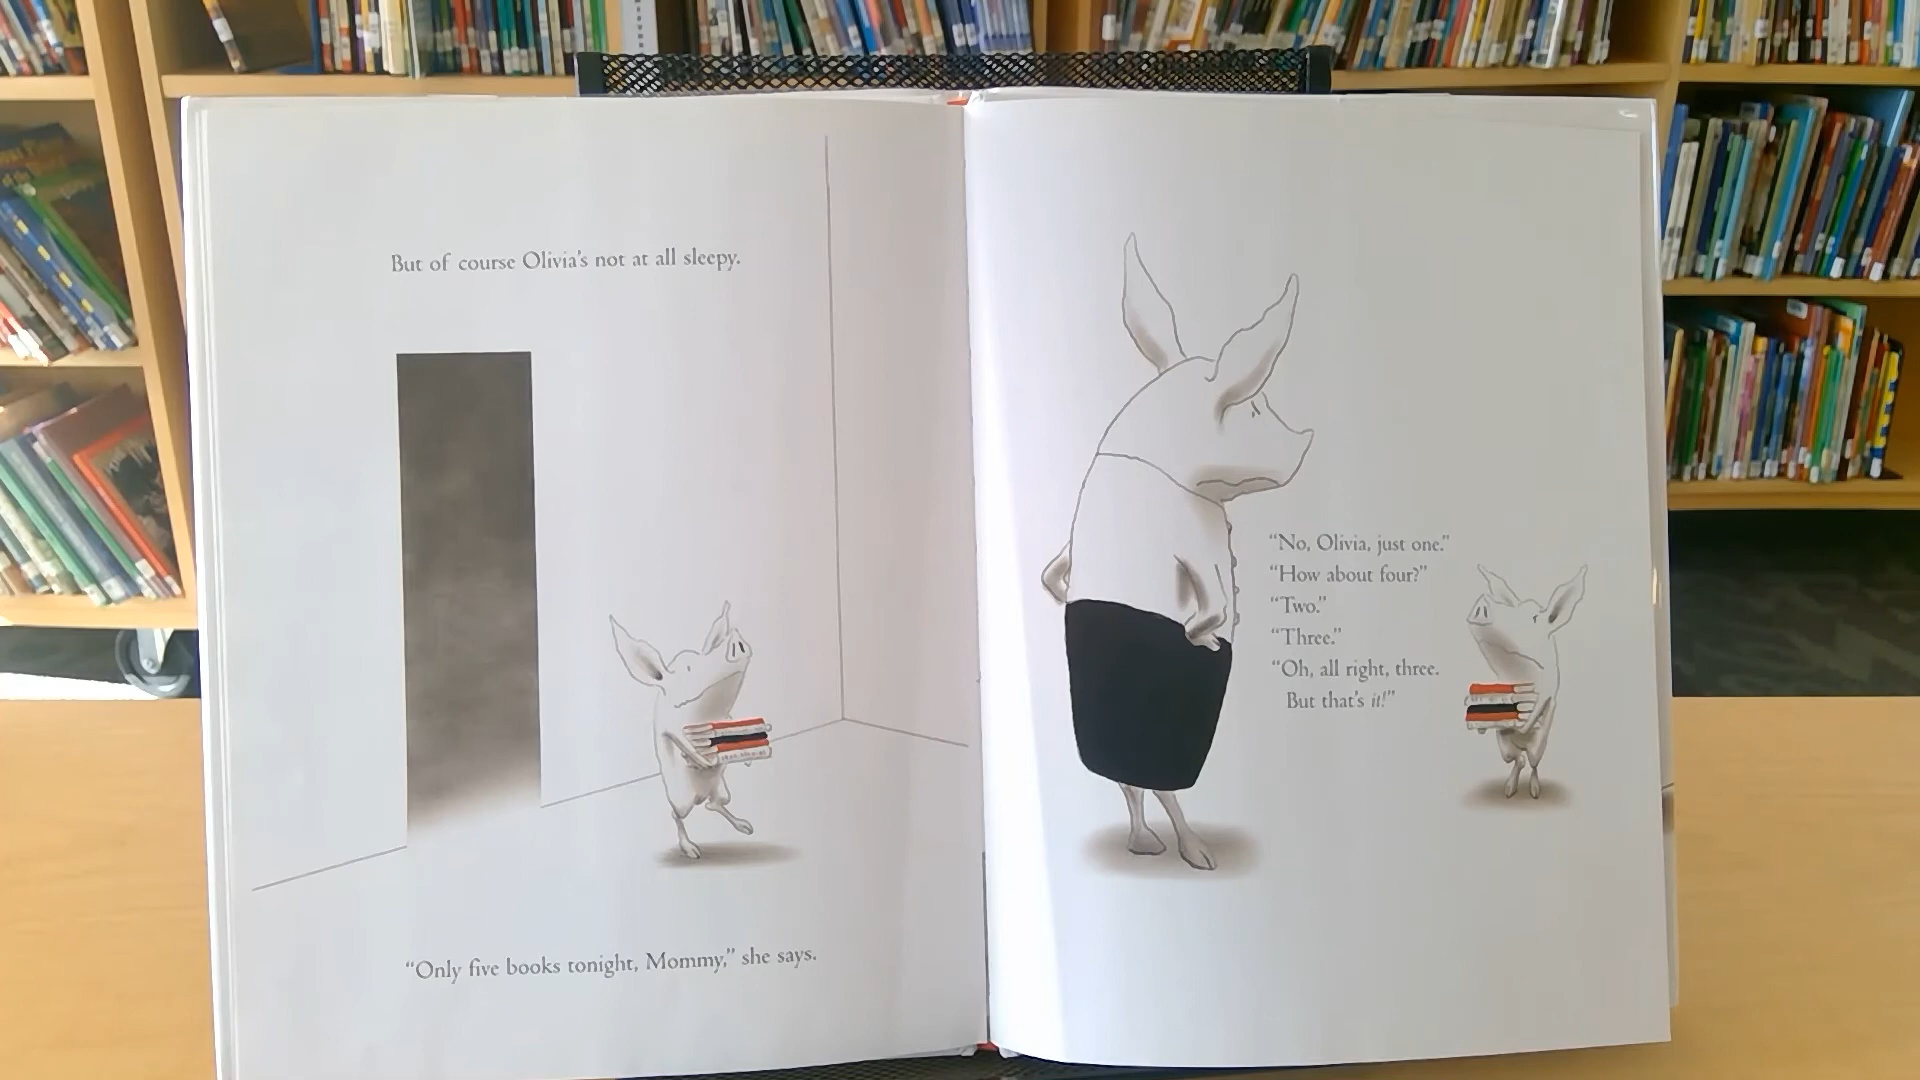 But of course Olivia's not at all sleepy.
“Only five books tonight, Mommy,” she says.
“No, Olivia, just one.”
“How about four?”
“Two.”
“Three.”
“Oh, all right, three.
But that's it!”